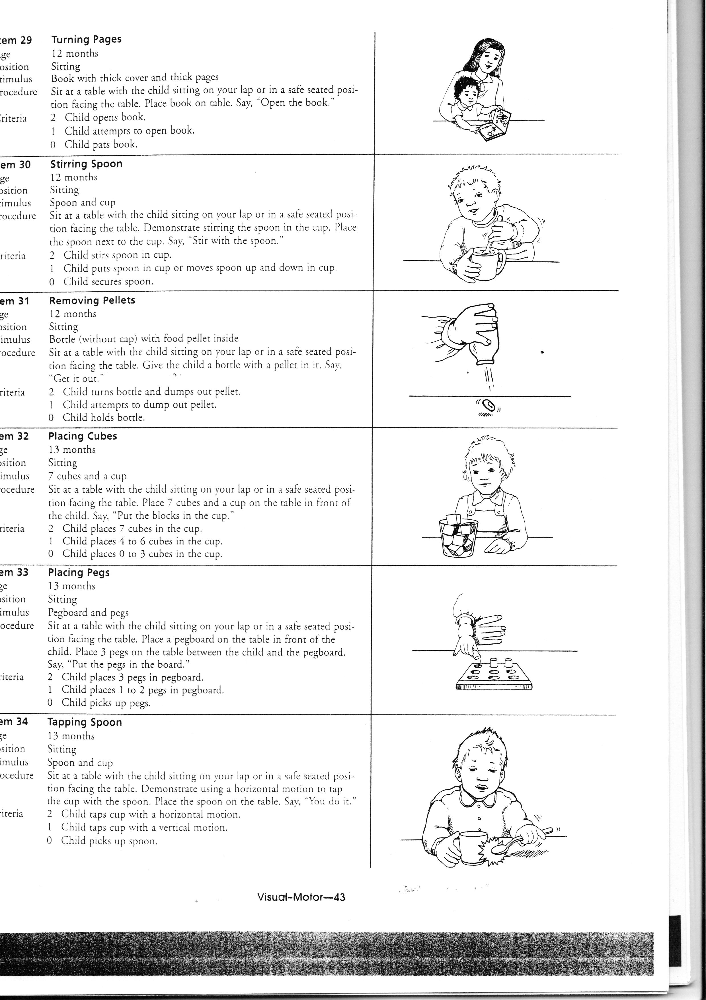 tem 29 Turning Pages
ge 12 months
osition Sitting
timulus Book with thick cover and thick pages
rocedure Sit at a table with the child sitting on your lap or in a safe seated posi-
tion facing the table. Place book on table. Say, “Open the book.”
riteria 2 Child opens book.
1 Child attempts to open book.
0 Child pats book.
em 30 Stirring Spoon
ge 12 months
osition Sitting
timulus Spoon and cup
rocedure Sit at a table with the child sitting on your lap or in a safe seated posi-
tion facing the table. Demonstrate stirring the spoon in the cup. Place
the spoon next to the cup. Say, “Stir with the spoon.”
riteria 2 Child stirs spoon in cup.
1 Child puts spoon in cup or moves spoon up and down in cup.
0 Child secures spoon.
em 31 Removing Pellets
ge 12 months
osition Sitting
imulus Bottle (without cap) with food pellet inside
rocedure Sit at a table with the child sitting on your lap or in a safe seated posi-
tion facing the table. Give the child a bottle with a pellet in it. Say,
“Get it out.”
riteria 2 Child turns bottle and dumps out pellet.
1 Child attempts to dump out pellet.
0 Child holds bottle.
em 32 Placing Cubes
ge 13 months
osition Sitting
imulus 7 cubes and a cup
ocedure Sit at a table with the child sitting on your lap or in a safe seated posi-
tion facing the table. Place 7 cubes and a cup on the table in front of
the child. Say, “Put the blocks in the cup.”
riteria 2 Child places 7 cubes in the cup.
1 Child places 4 to 6 cubes in the cup.
0 Child places 0 to 3 cubes in the cup.
em 33 Placing Pegs
ge 13 months
osition Sitting
imulus Pegboard and pegs
ocedure Sit at a table with the child sitting on your lap or in a safe seated posi-
tion facing the table. Place a pegboard on the table in front of the
child. Place 3 pegs on the table between the child and the pegboard.
Say, “Put the pegs in the board.”
riteria 2 Child places 3 pegs in pegboard.
1 Child places 1 to 2 pegs in pegboard.
0 Child picks up pegs.
em 34 Tapping Spoon
ge 13 months
sition Sitting
imulus Spoon and cup
ocedure Sit at a table with the child sitting on your lap or in a safe seated posi-
tion facing the table. Demonstrate using a horizontal motion to tap
the cup with the spoon. Place the spoon on the table. Say, “You do it.”
riteria 2 Child taps cup with a horizontal motion.
1 Child taps cup with a vertical motion.
0 Child picks up spoon.
Visual-Motor—43